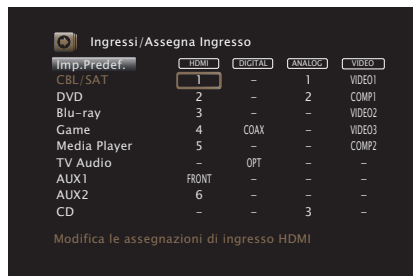 Ingressi/Assegna Ingresso
Imp.Predef. HDMI DIGITAL ANALOG VIDEO
CBL/SAT 1 – 1 VIDEO1
DVD 2 – 2 COMP1
Blu-ray 3 – – VIDEO2
Game 4 COAX – VIDEO3
Media Player 5 – – COMP2
TV Audio – OPT – –
AUX1 FRONT – – –
AUX2 6 – – –
CD – – 3 –
Modifica le assegnazioni di ingresso HDMI